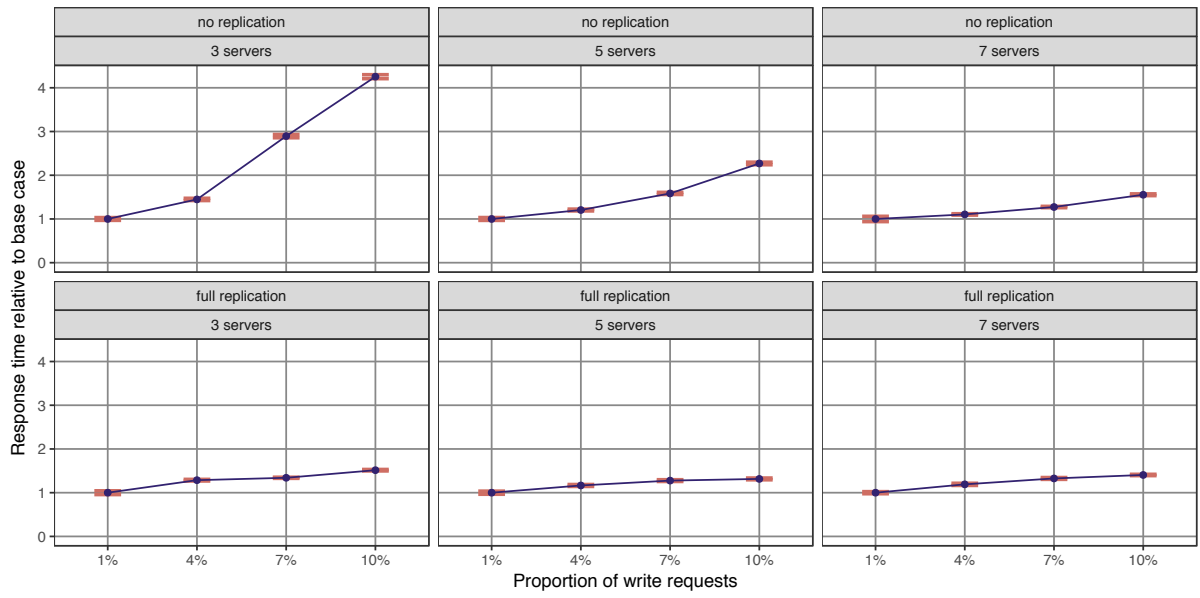 no replication
3 servers
no replication
5 servers
no replication
7 servers
4
3
2
1
0
full replication
3 servers
full replication
5 servers
full replication
7 servers
4
3
2
1
0
Response time relative to base case
1% 4% 7% 10%
1% 4% 7% 10%
1% 4% 7% 10%
Proportion of write requests